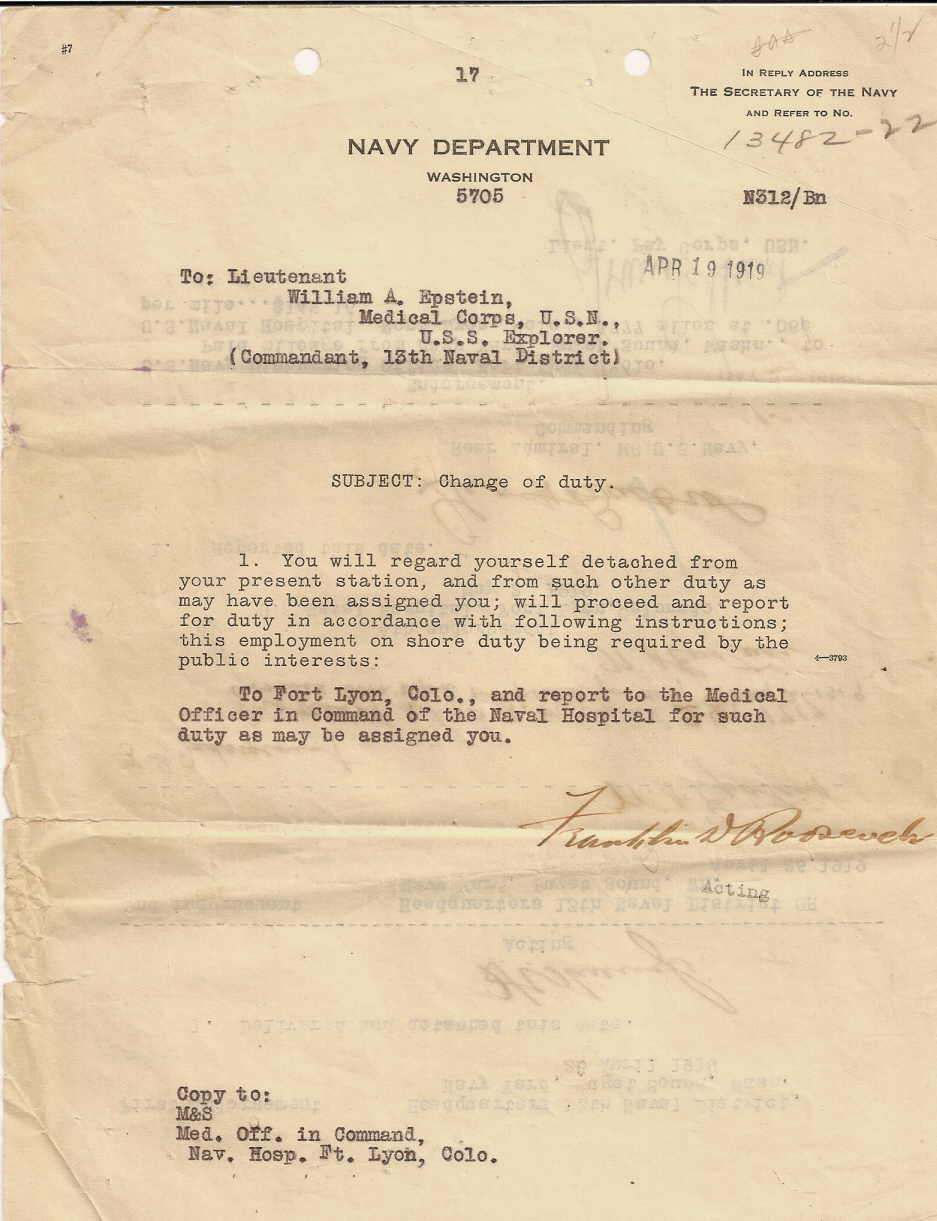 #7
17
2½
IN REPLY ADDRESS
THE SECRETARY OF THE NAVY
AND REFER TO No.
13482-22
NAVY DEPARTMENT
WASHINGTON
5705
N312/Bn
APR 19 1919
To: Lieutenant
William A. Epstein,
Medical Corps, U.S.N.,
U.S.S. Explorer.
(Commandant, 13th Naval District)
SUBJECT: Change of duty.
1. You will regard yourself detached from
your present station, and from such other duty as
may have been assigned you; will proceed and report
for duty in accordance with following instructions;
this employment on shore duty being required by the
public interests:
4—3793
To Fort Lyon, Colo., and report to the Medical
Officer in Command of the Naval Hospital for such
duty as may be assigned you.
Franklin D Roosevelt
Acting
Copy to:
M&S
Med. Off. in Command,
Nav. Hosp. Ft. Lyon, Colo.